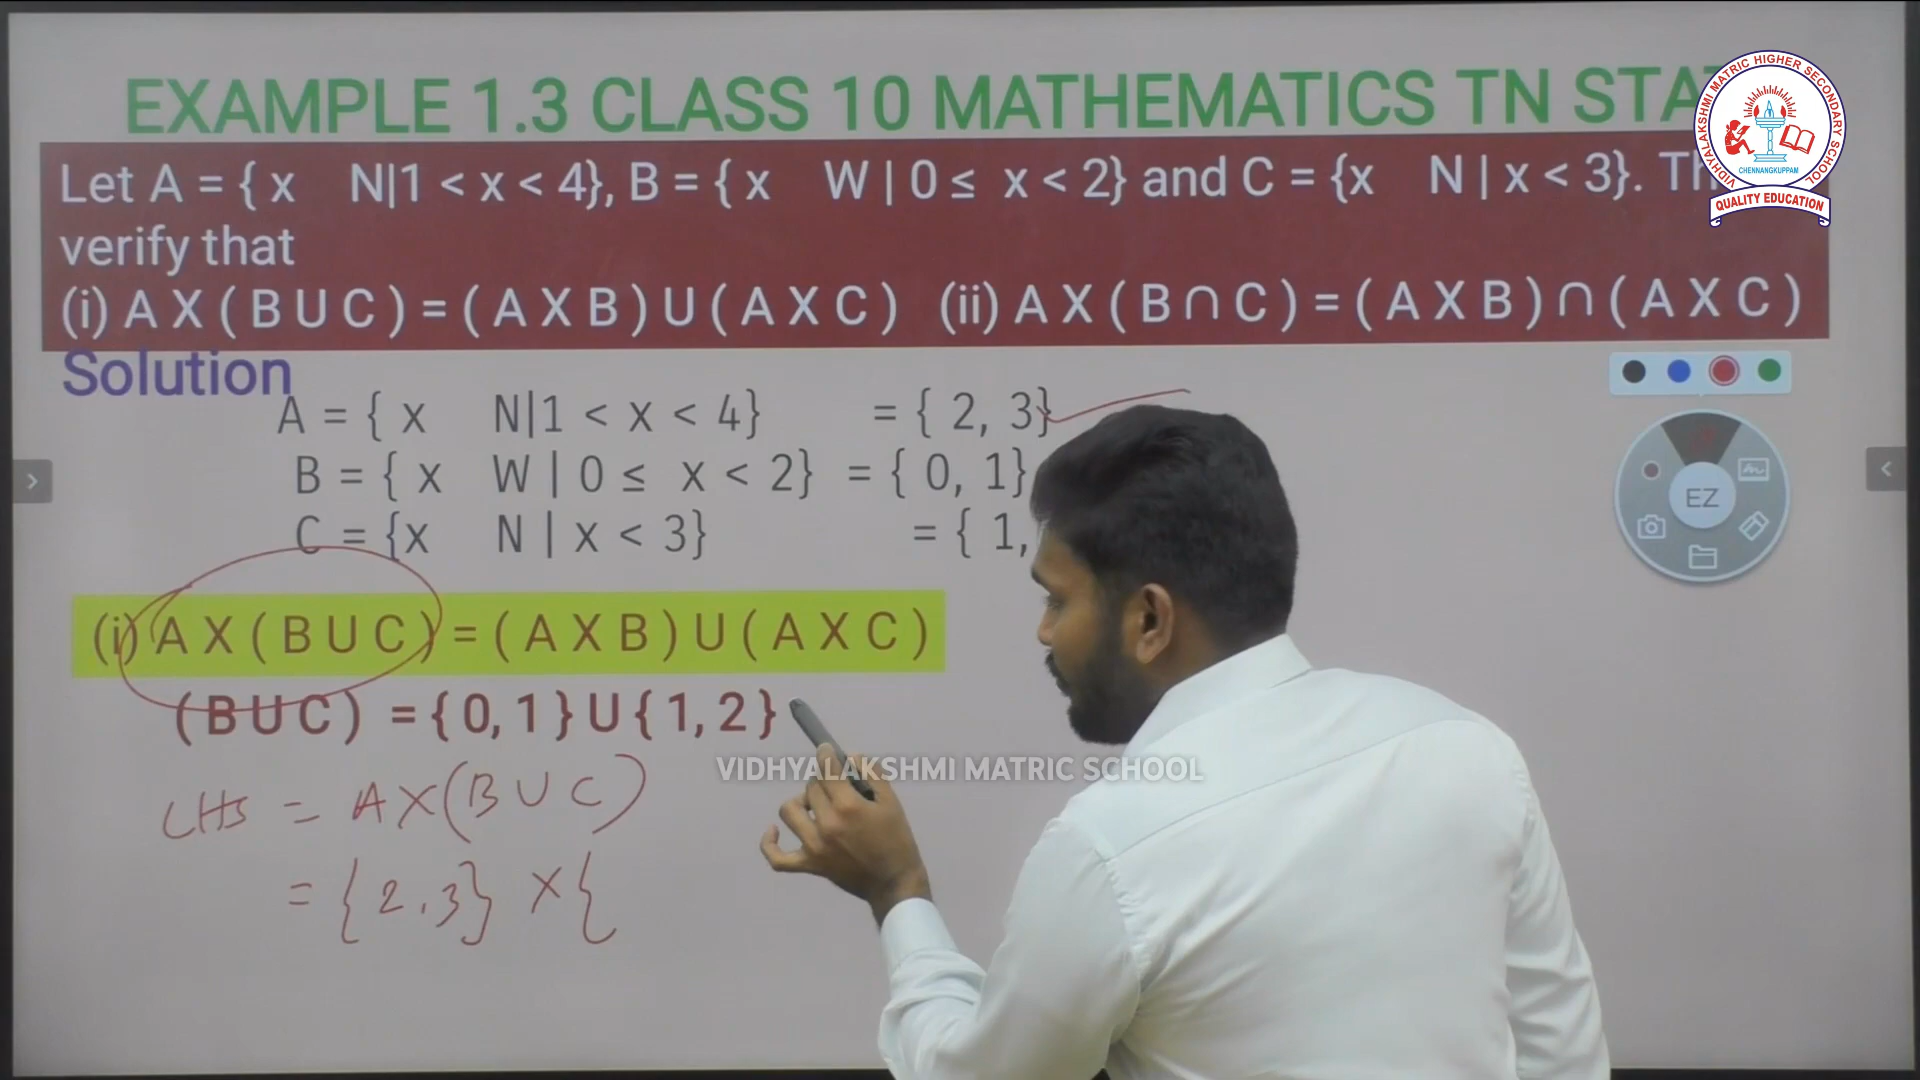 EXAMPLE 1.3 CLASS 10 MATHEMATICS TN STA
Let A = { x N|1 < x < 4}, B = { x W | 0 ≤ x < 2} and C = {x N | x < 3}. Th
verify that
(i) A X ( B U C ) = ( A X B ) U ( A X C ) (ii) A X ( B ∩ C ) = ( A X B ) ∩ ( A X C )
Solution
A = { x N|1 < x < 4} = { 2, 3}
B = { x W | 0 ≤ x < 2} = { 0, 1}
C = {x N | x < 3} = { 1,
(i) A X ( B U C ) = ( A X B ) U ( A X C )
( B U C ) = { 0, 1 } U { 1, 2 }
LHS = A X (B U C)
= {2,3} X {
VIDHYALAKSHMI MATRIC SCHOOL
VIDHYALAKSHMI MATRIC HIGHER SECONDARY SCHOOL
CHENNANGKUPPAM
QUALITY EDUCATION
EZ